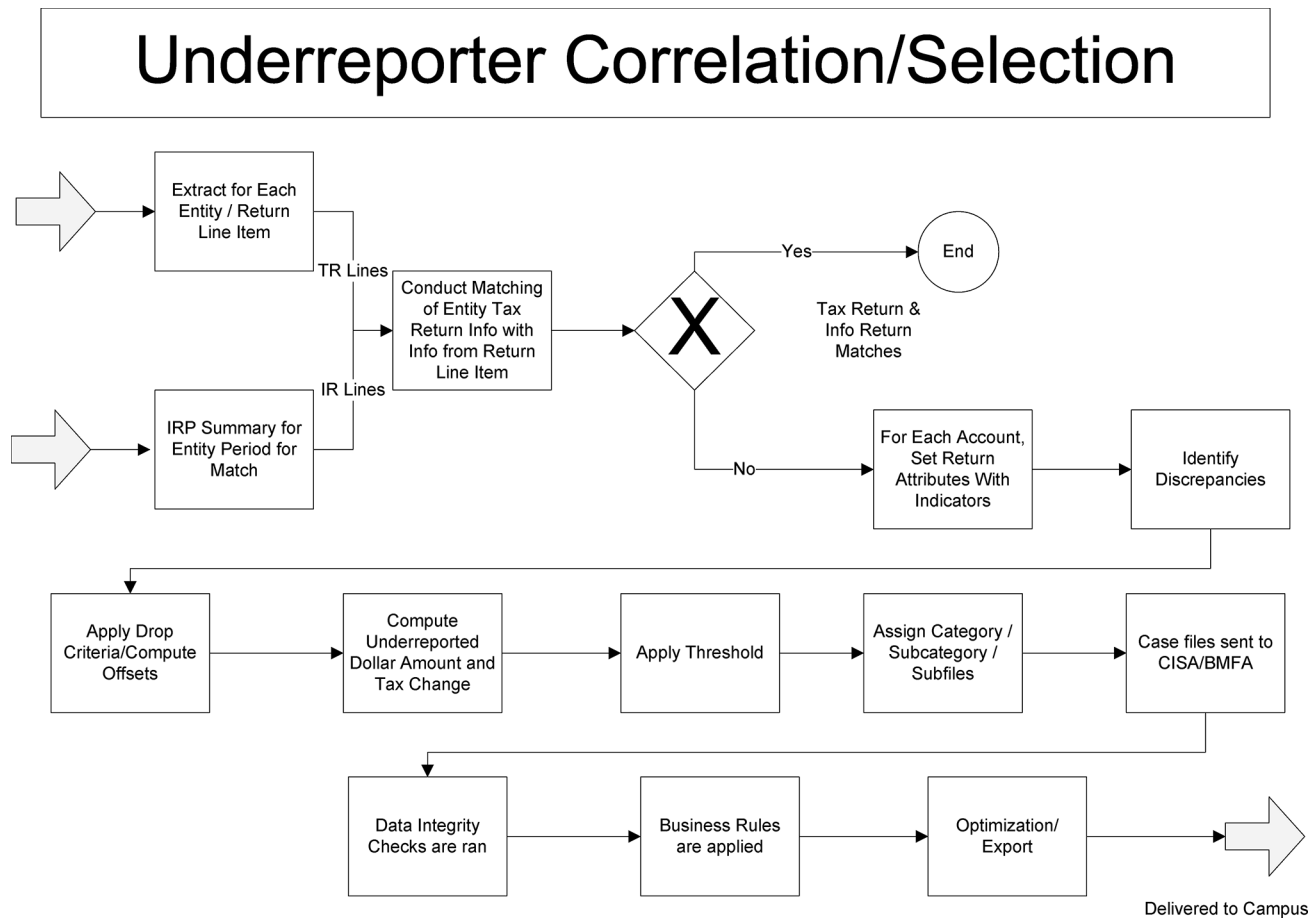 Underreporter Correlation/Selection
Extract for Each
Entity / Return
Line Item
TR Lines
IRP Summary for
Entity Period for
Match
IR Lines
Conduct Matching
of Entity Tax
Return Info with
Info from Return
Line Item
X
Yes
End
Tax Return &
Info Return
Matches
No
For Each Account,
Set Return
Attributes With
Indicators
Identify
Discrepancies
Apply Drop
Criteria/Compute
Offsets
Compute
Underreported
Dollar Amount and
Tax Change
Apply Threshold
Assign Category /
Subcategory /
Subfiles
Case files sent to
CISA/BMFA
Data Integrity
Checks are ran
Business Rules
are applied
Optimization/
Export
Delivered to Campus